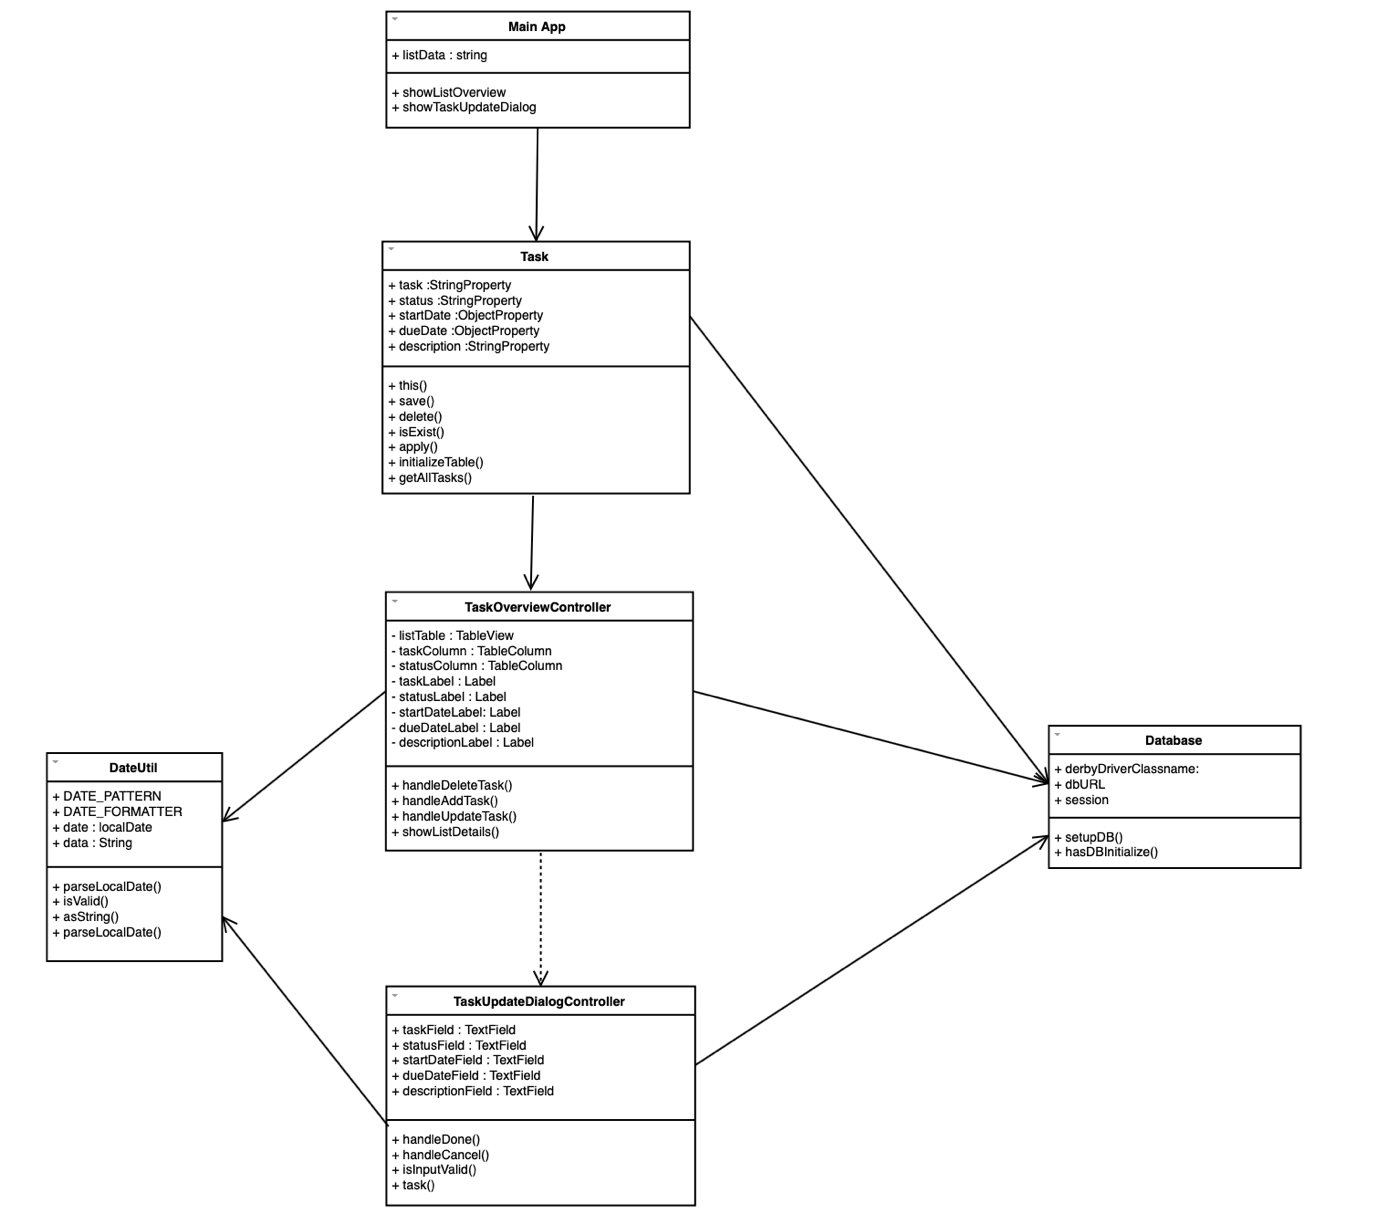 Main App
+ listData : string
+ showListOverview
+ showTaskUpdateDialog
Task
+ task :StringProperty
+ status :StringProperty
+ startDate :ObjectProperty
+ dueDate :ObjectProperty
+ description :StringProperty
+ this()
+ save()
+ delete()
+ isExist()
+ apply()
+ initializeTable()
+ getAllTasks()
TaskOverviewController
- listTable : TableView
- taskColumn : TableColumn
- statusColumn : TableColumn
- taskLabel : Label
- statusLabel : Label
- startDateLabel: Label
- dueDateLabel : Label
- descriptionLabel : Label
+ handleDeleteTask()
+ handleAddTask()
+ handleUpdateTask()
+ showListDetails()
Database
+ derbyDriverClassname:
+ dbURL
+ session
+ setupDB()
+ hasDBInitialize()
DateUtil
+ DATE_PATTERN
+ DATE_FORMATTER
+ date : localDate
+ data : String
+ parseLocalDate()
+ isValid()
+ asString()
+ parseLocalDate()
TaskUpdateDialogController
+ taskField : TextField
+ statusField : TextField
+ startDateField : TextField
+ dueDateField : TextField
+ descriptionField : TextField
+ handleDone()
+ handleCancel()
+ isInputValid()
+ task()